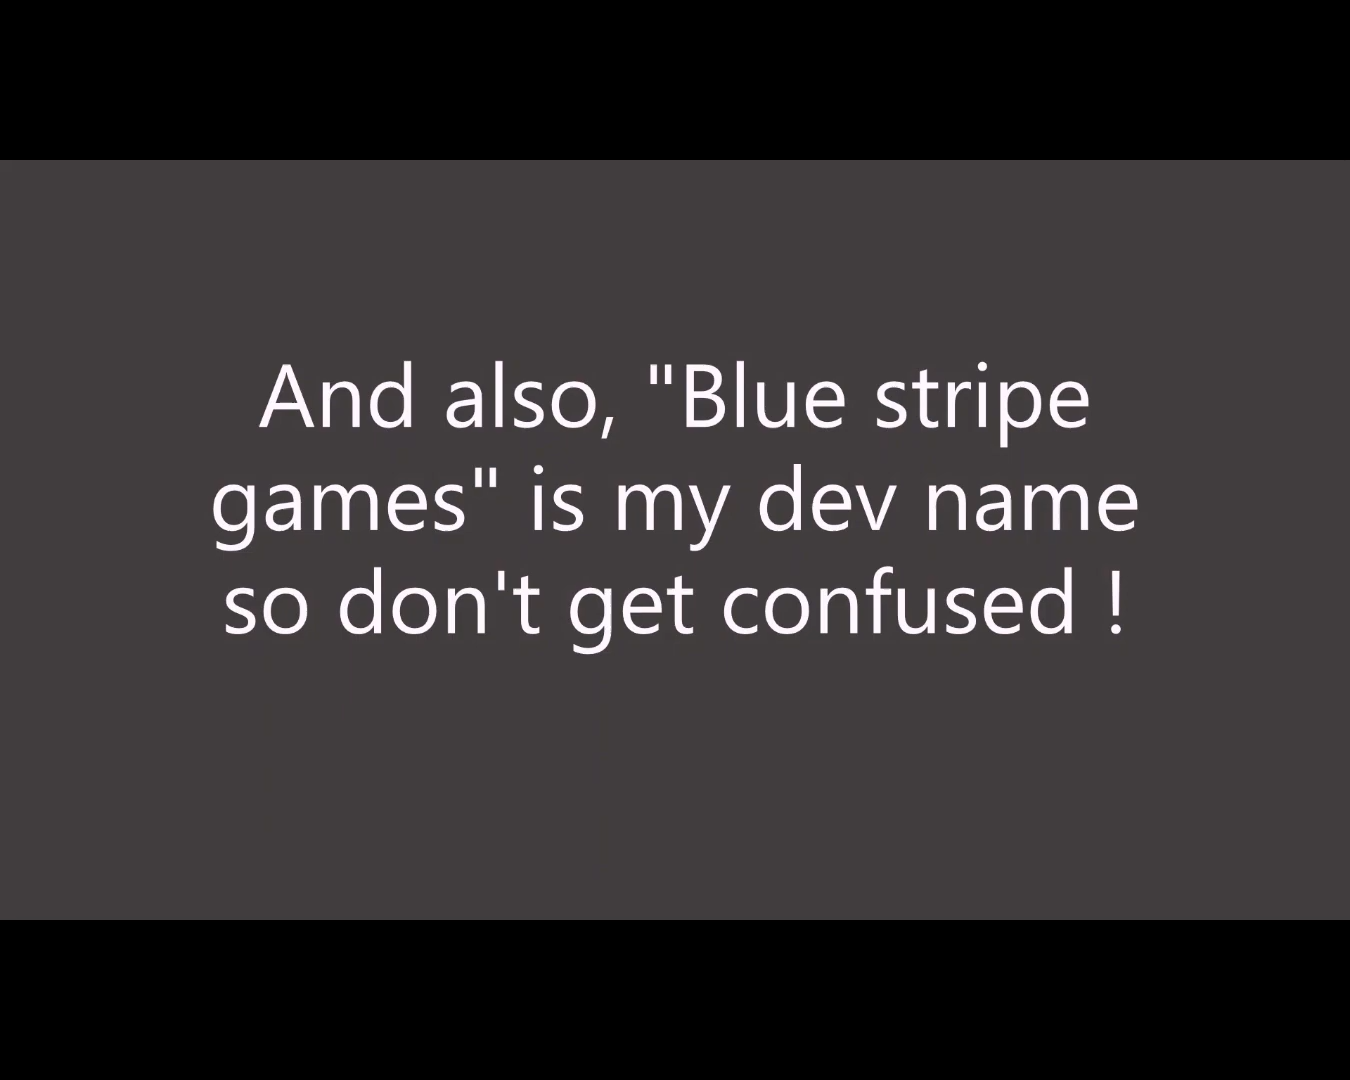 And also, "Blue stripe
games" is my dev name
so don't get confused !